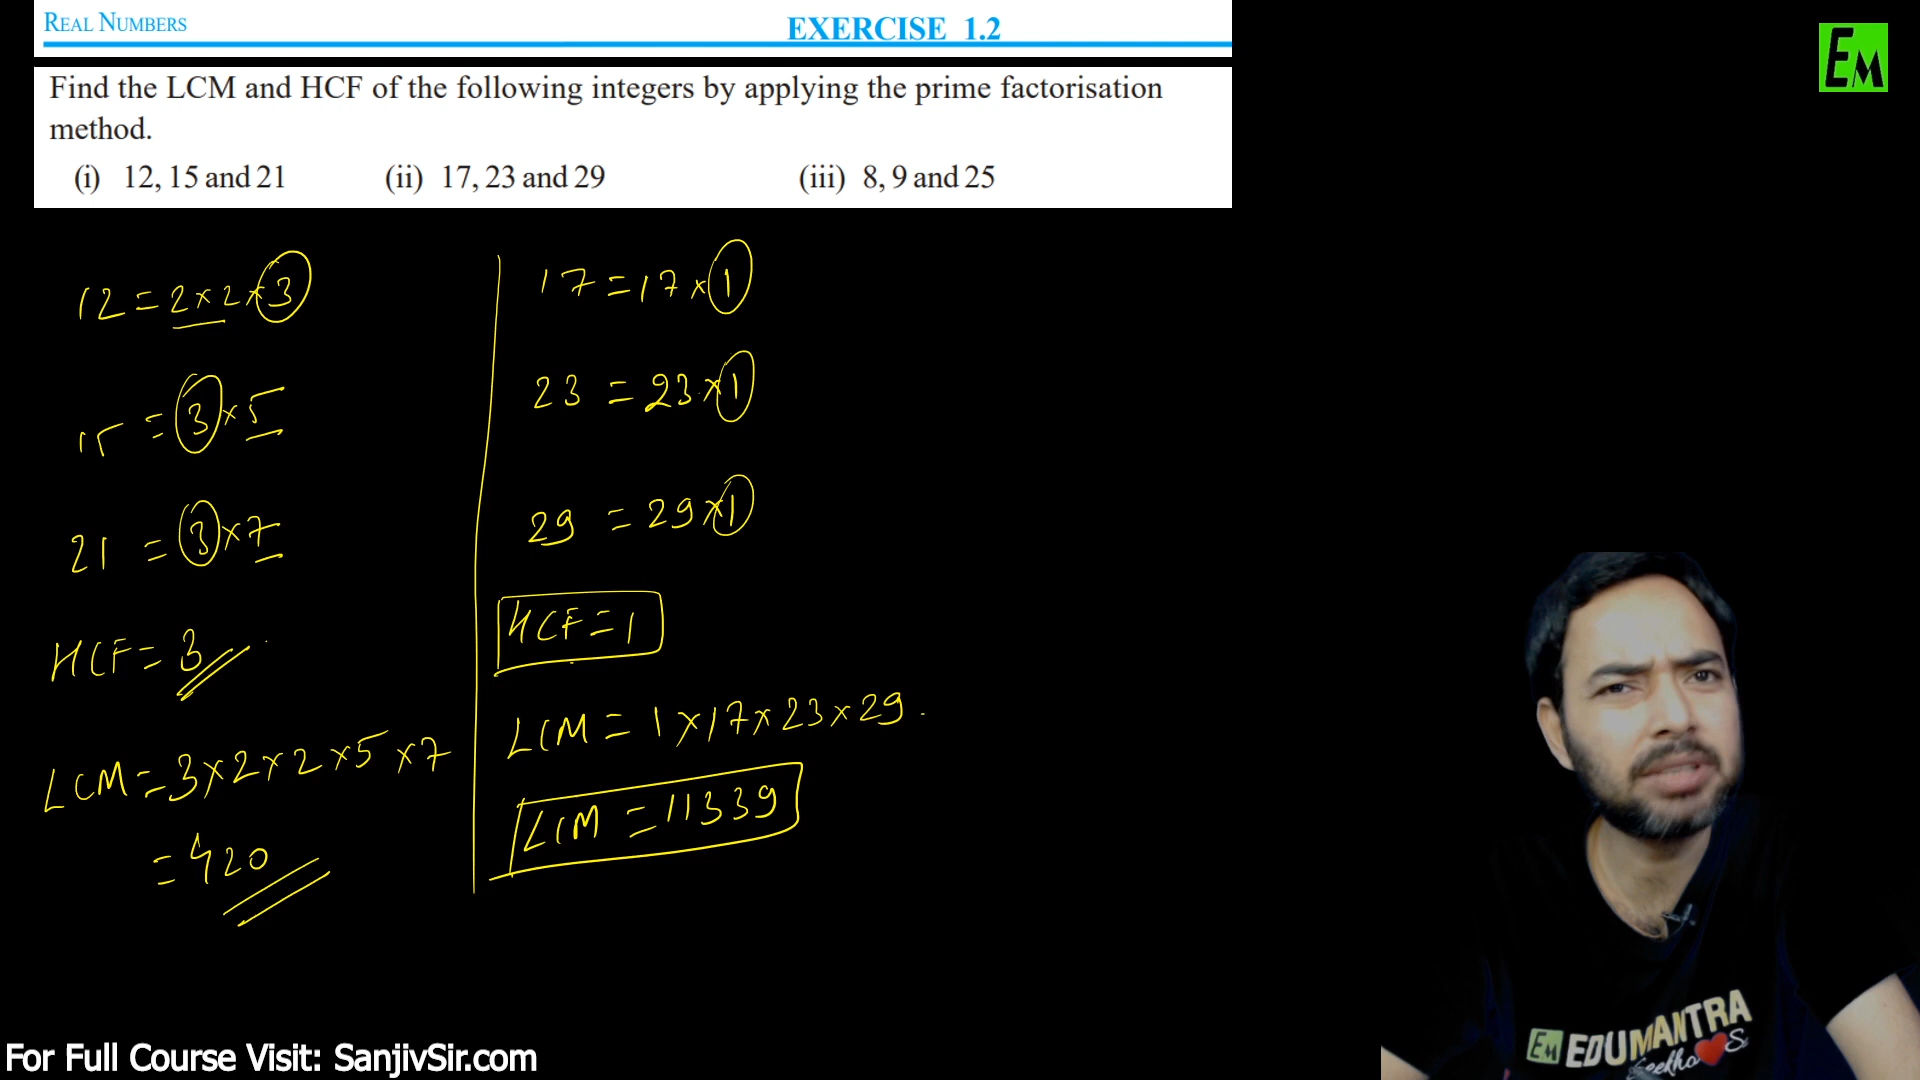 REAL NUMBERS
EXERCISE 1.2
EM
Find the LCM and HCF of the following integers by applying the prime factorisation
method.
(i) 12, 15 and 21 (ii) 17, 23 and 29 (iii) 8, 9 and 25
12 = 2 × 2 × 3
15 = 3 × 5
21 = 3 × 7
HCF = 3
LCM = 3 × 2 × 2 × 5 × 7
= 420
17 = 17 × 1
23 = 23 × 1
29 = 29 × 1
HCF = 1
LCM = 1 × 17 × 23 × 29.
LCM = 11339
EM EDUMANTRA
Seekho S
For Full Course Visit: SanjivSir.com